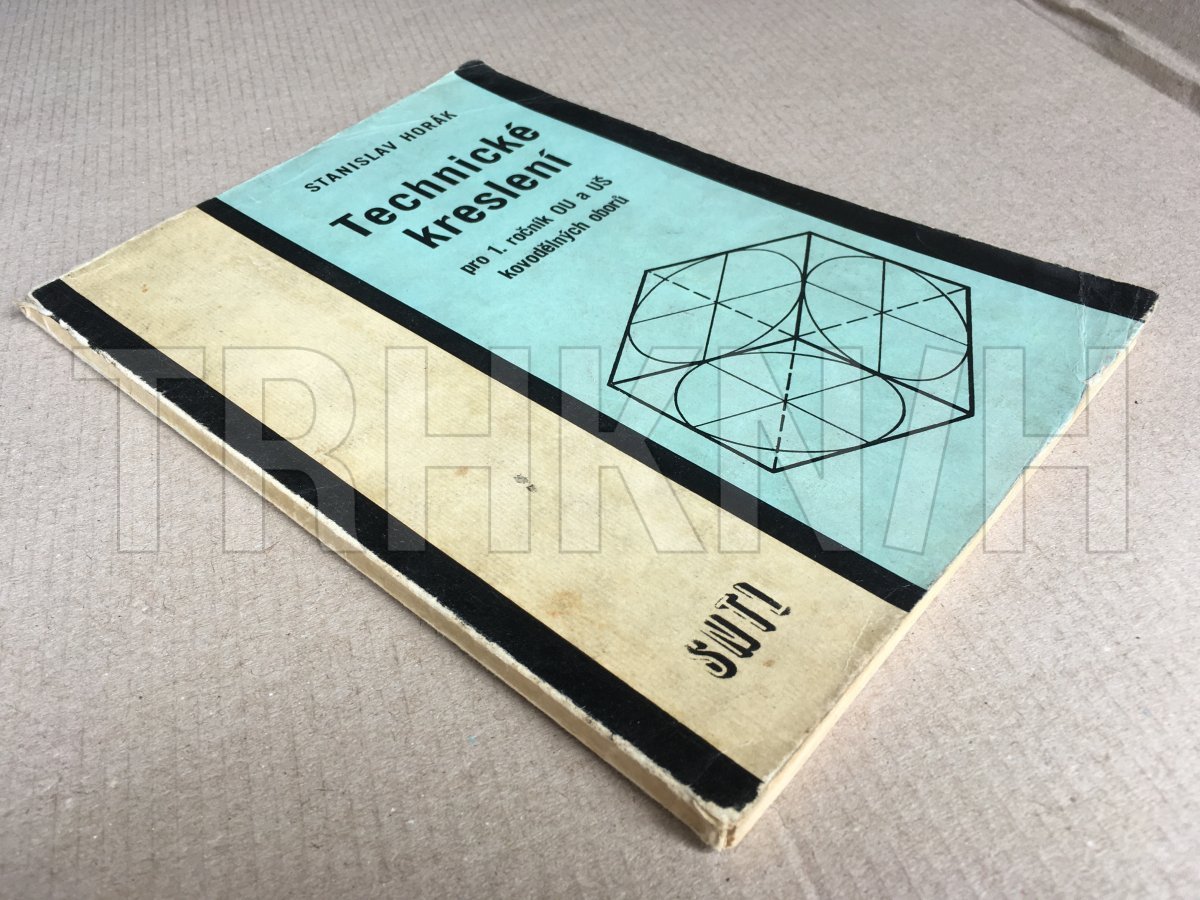 STANISLAV HORÁK
Technické
kreslení
pro 1. ročník OU a UŠ
kovodělných oborů
SNTL
TRHKNIH